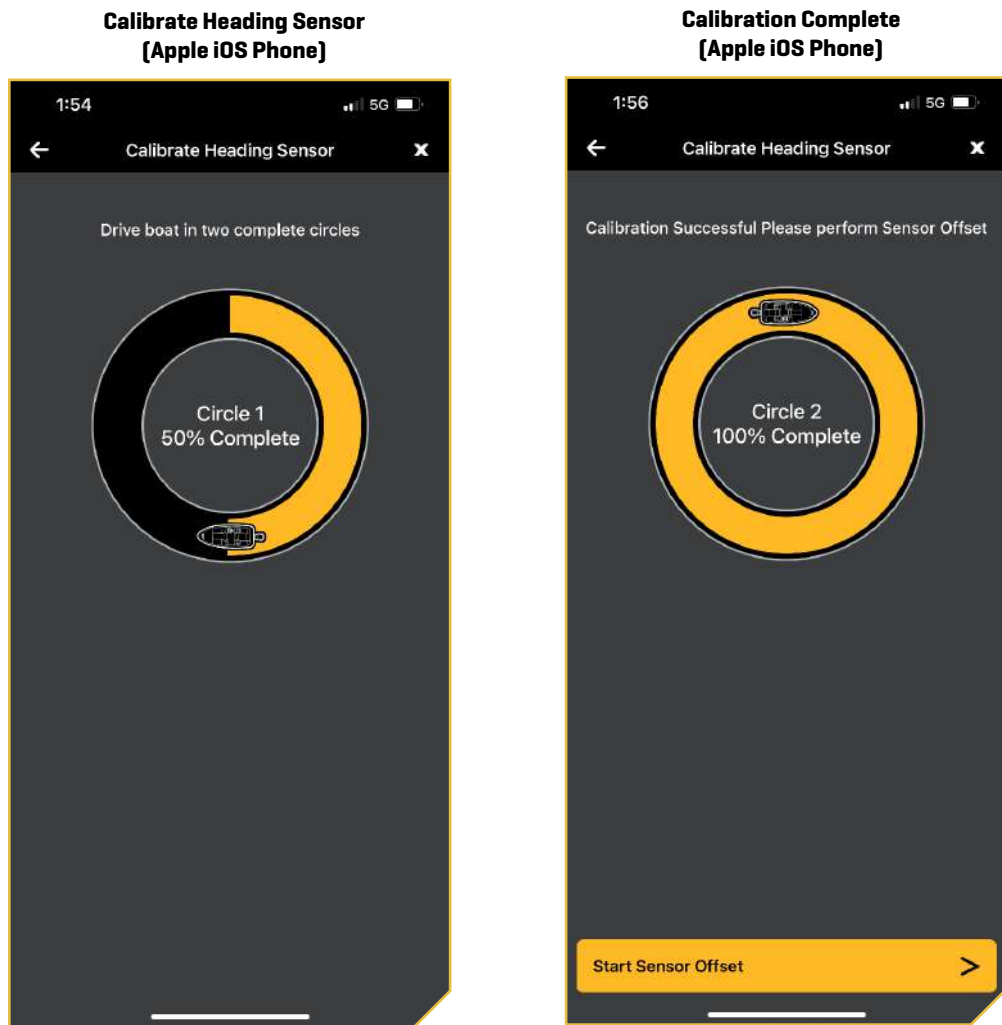 Calibrate Heading Sensor
(Apple iOS Phone)
1:54
5G
Calibrate Heading Sensor
X
Drive boat in two complete circles
Circle 1
50% Complete
Calibration Complete
(Apple iOS Phone)
1:56
5G
Calibrate Heading Sensor
X
Calibration Successful Please perform Sensor Offset
Circle 2
100% Complete
Start Sensor Offset